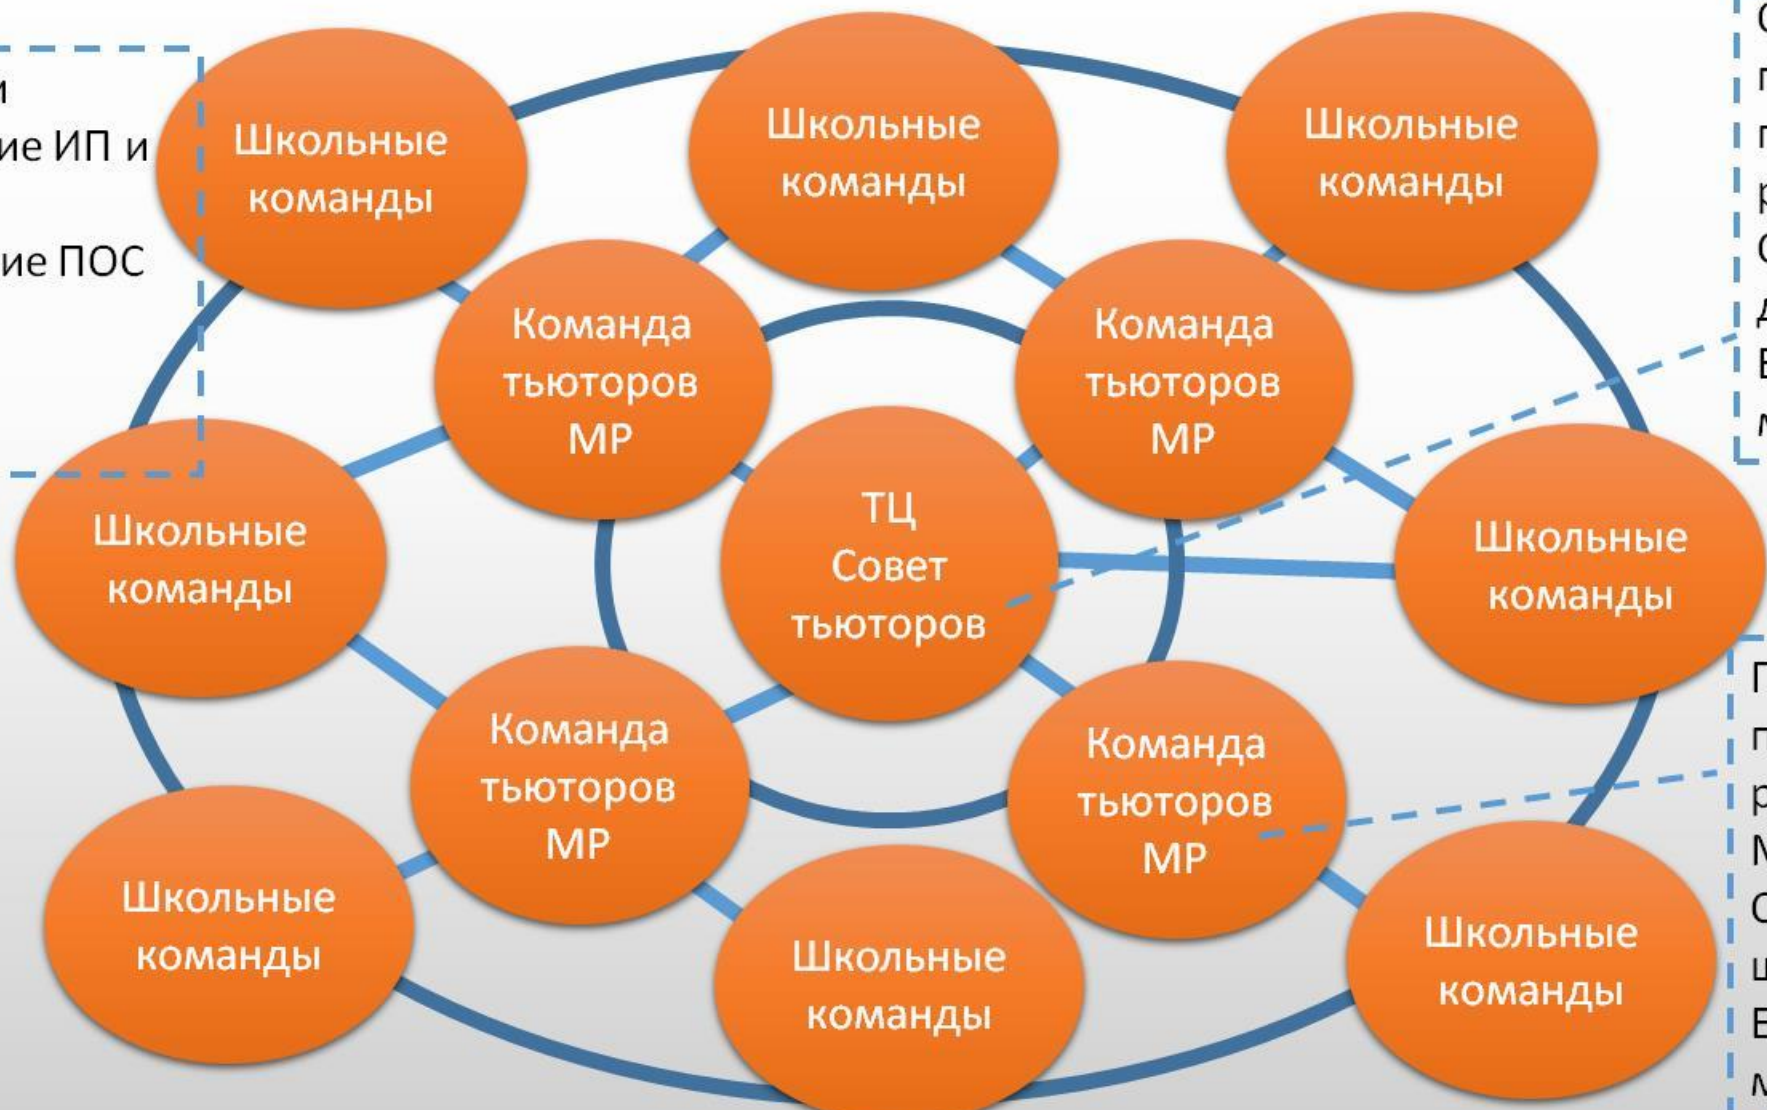 ие ИП и
ие ПОС
Школьные
команды
Школьные
команды
Школьные
команды
Команда
тьюторов
МР
Команда
тьюторов
МР
ТЦ
Совет
тьюторов
Школьные
команды
Школьные
команды
Команда
тьюторов
МР
Команда
тьюторов
МР
Школьные
команды
Школьные
команды
Школьные
команды